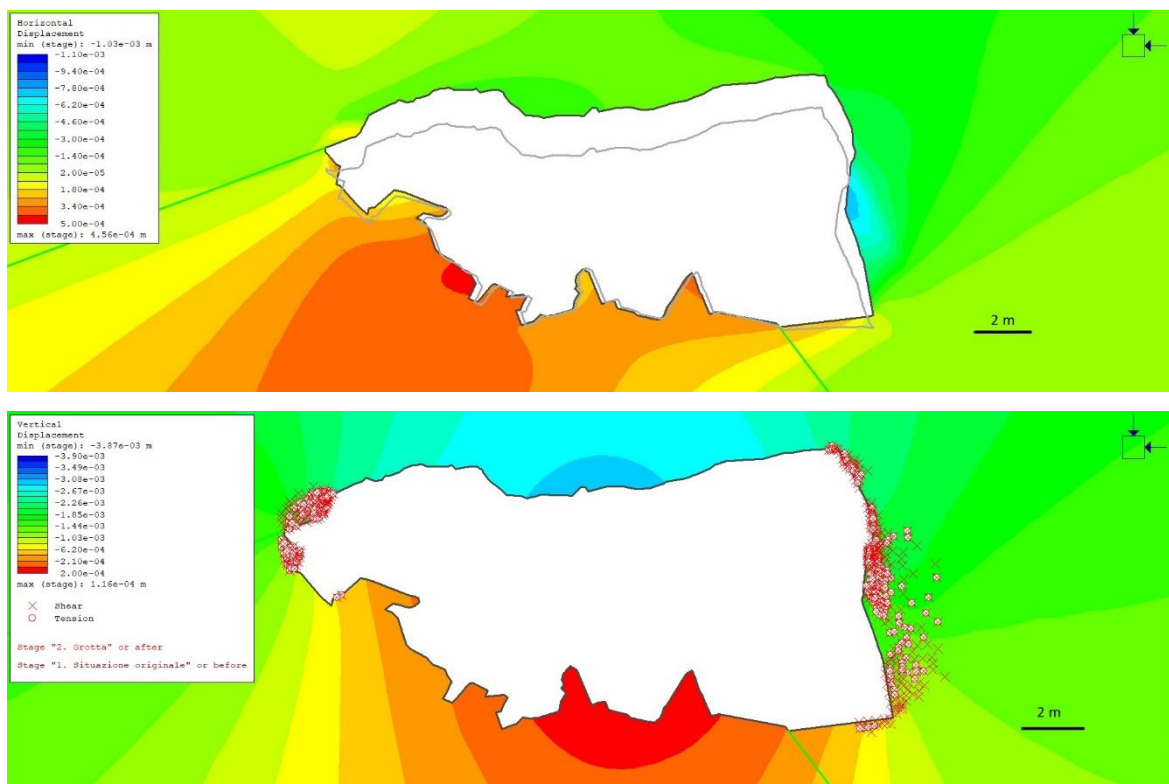 Horizontal
Displacement
min (stage): -1.03e-03 m
-1.10e-03
-9.40e-04
-7.80e-04
-6.20e-04
-4.60e-04
-3.00e-04
-1.40e-04
2.00e-05
1.80e-04
3.40e-04
5.00e-04
max (stage): 4.56e-04 m
2 m
Vertical
Displacement
min (stage): -3.87e-03 m
-3.90e-03
-3.49e-03
-3.08e-03
-2.67e-03
-2.26e-03
-1.85e-03
-1.44e-03
-1.03e-03
-6.20e-04
-2.10e-04
2.00e-04
max (stage): 1.16e-04 m
Shear
Tension
Stage "2. Grotta" or after
Stage "1. Situazione originale" or before
2 m